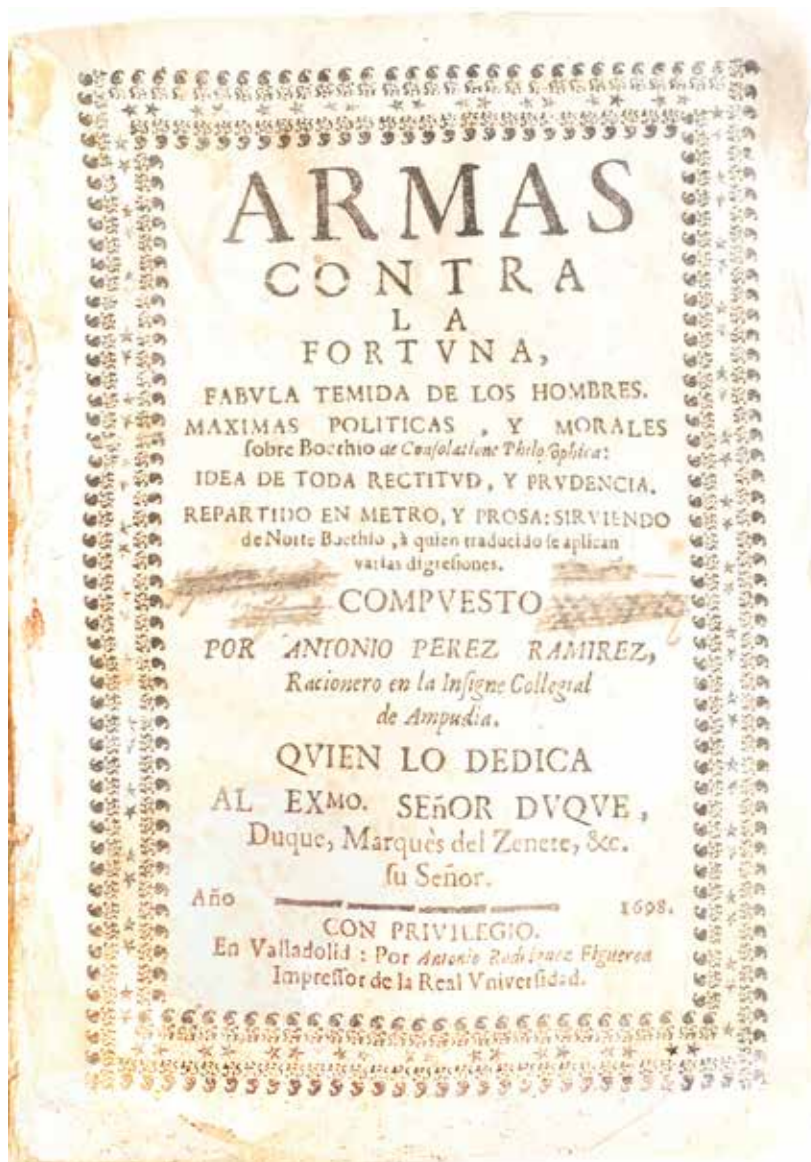 ARMAS
CONTRA
LA
FORTVNA,
FABVLA TEMIDA DE LOS HOMBRES.
MAXIMAS POLITICAS, Y MORALES
ſobre Boethio de Conſolatione Philoſophica:
IDEA DE TODA RECTITVD, Y PRVDENCIA.
REPARTIDO EN METRO, Y PROSA: SIRVIENDO
de Norte Boethio, à quien traducido ſe aplican
varias digreſiones.
COMPVESTO
POR ANTONIO PEREZ RAMIREZ,
Racionero en la Inſigne Collegial
de Ampudia.
QVIEN LO DEDICA
AL EXMO. SEñOR DVQVE,
Duque, Marquès del Zenete, &c.
ſu Señor.
Año 1698.
CON PRIVILEGIO.
En Valladolid: Por Antonio Rodriguez Figueroa
Impreſſor de la Real Vniverſidad.